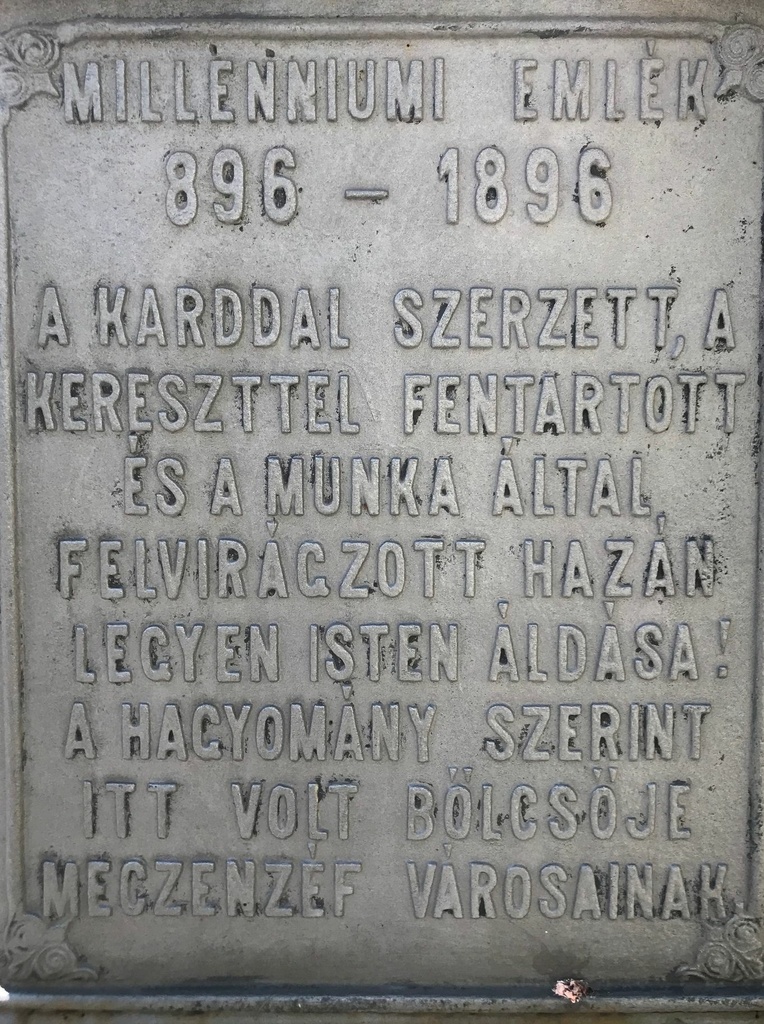 MILLENNIUMI EMLÉK
896 – 1896
A KARDDAL SZERZETT, A
KERESZTTEL FENTARTOTT
ÉS A MUNKA ÁLTAL
FELVIRÁGZOTT HAZÁN
LEGYEN ISTEN ÁLDÁSA!
A HAGYOMÁNY SZERINT
ITT VOLT BÖLCSŐJE
MECZENZÉF VÁROSAINAK